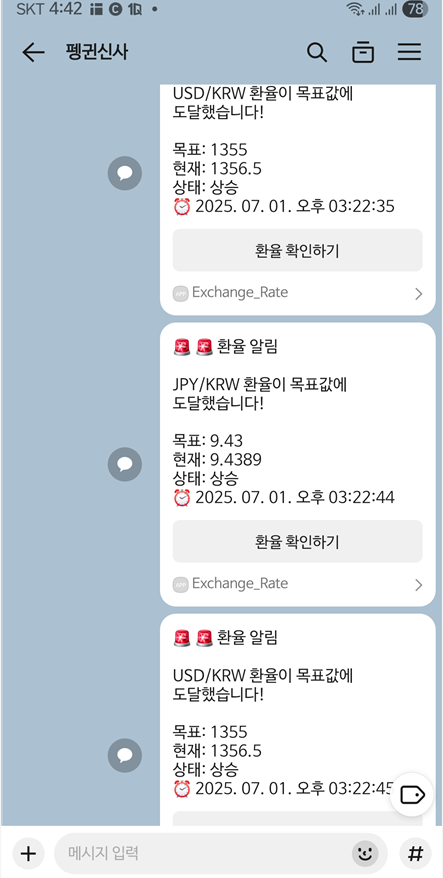 SKT 4:42
78
펭귄신사
USD/KRW 환율이 목표값에
도달했습니다!
목표: 1355
현재: 1356.5
상태: 상승
⏰ 2025. 07. 01. 오후 03:22:35
환율 확인하기
Exchange_Rate
🚨 🚨 환율 알림
JPY/KRW 환율이 목표값에
도달했습니다!
목표: 9.43
현재: 9.4389
상태: 상승
⏰ 2025. 07. 01. 오후 03:22:44
환율 확인하기
Exchange_Rate
🚨 🚨 환율 알림
USD/KRW 환율이 목표값에
도달했습니다!
목표: 1355
현재: 1356.5
상태: 상승
⏰ 2025. 07. 01. 오후 03:22:45
+ 메시지 입력 #